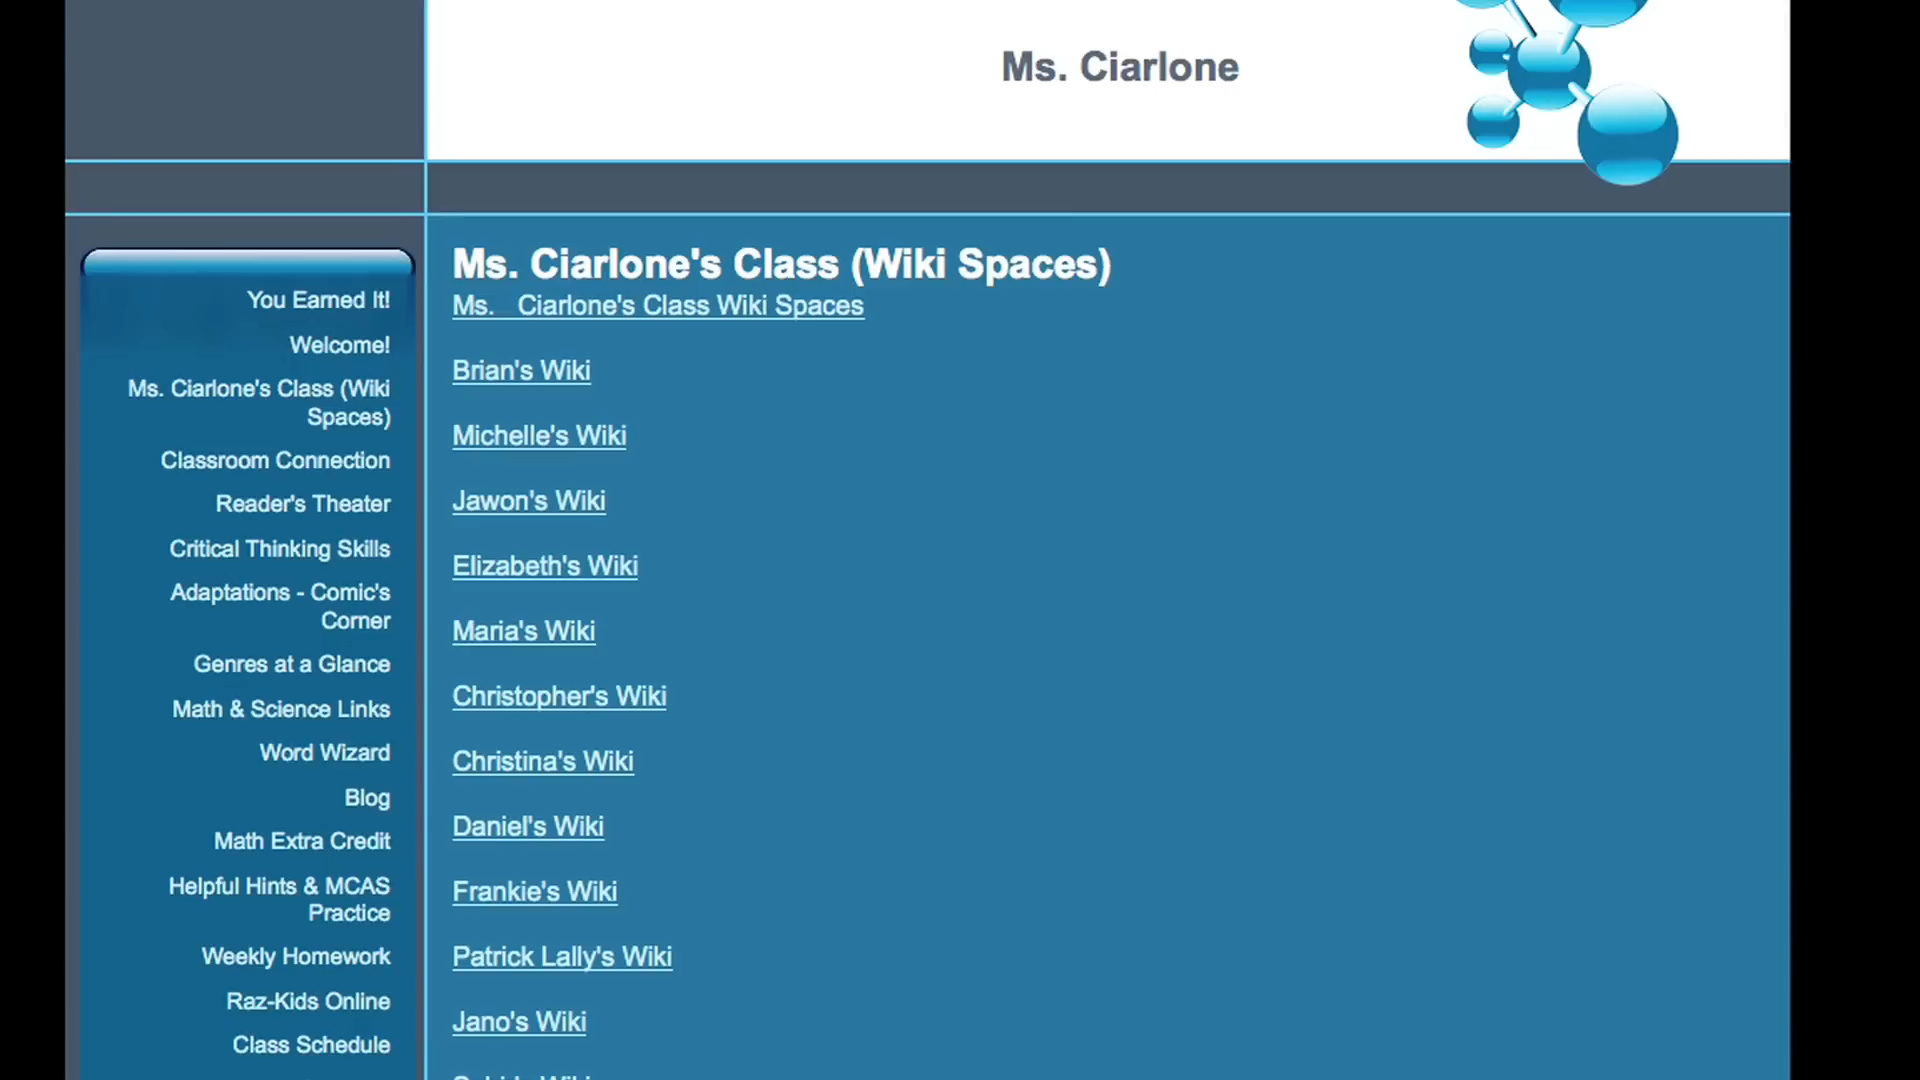 Ms. Ciarlone
You Earned It!
Welcome!
Ms. Ciarlone's Class (Wiki
Spaces)
Classroom Connection
Reader's Theater
Critical Thinking Skills
Adaptations - Comic's
Corner
Genres at a Glance
Math & Science Links
Word Wizard
Blog
Math Extra Credit
Helpful Hints & MCAS
Practice
Weekly Homework
Raz-Kids Online
Class Schedule
Ms. Ciarlone's Class (Wiki Spaces)
Ms. Ciarlone's Class Wiki Spaces
Brian's Wiki
Michelle's Wiki
Jawon's Wiki
Elizabeth's Wiki
Maria's Wiki
Christopher's Wiki
Christina's Wiki
Daniel's Wiki
Frankie's Wiki
Patrick Lally's Wiki
Jano's Wiki